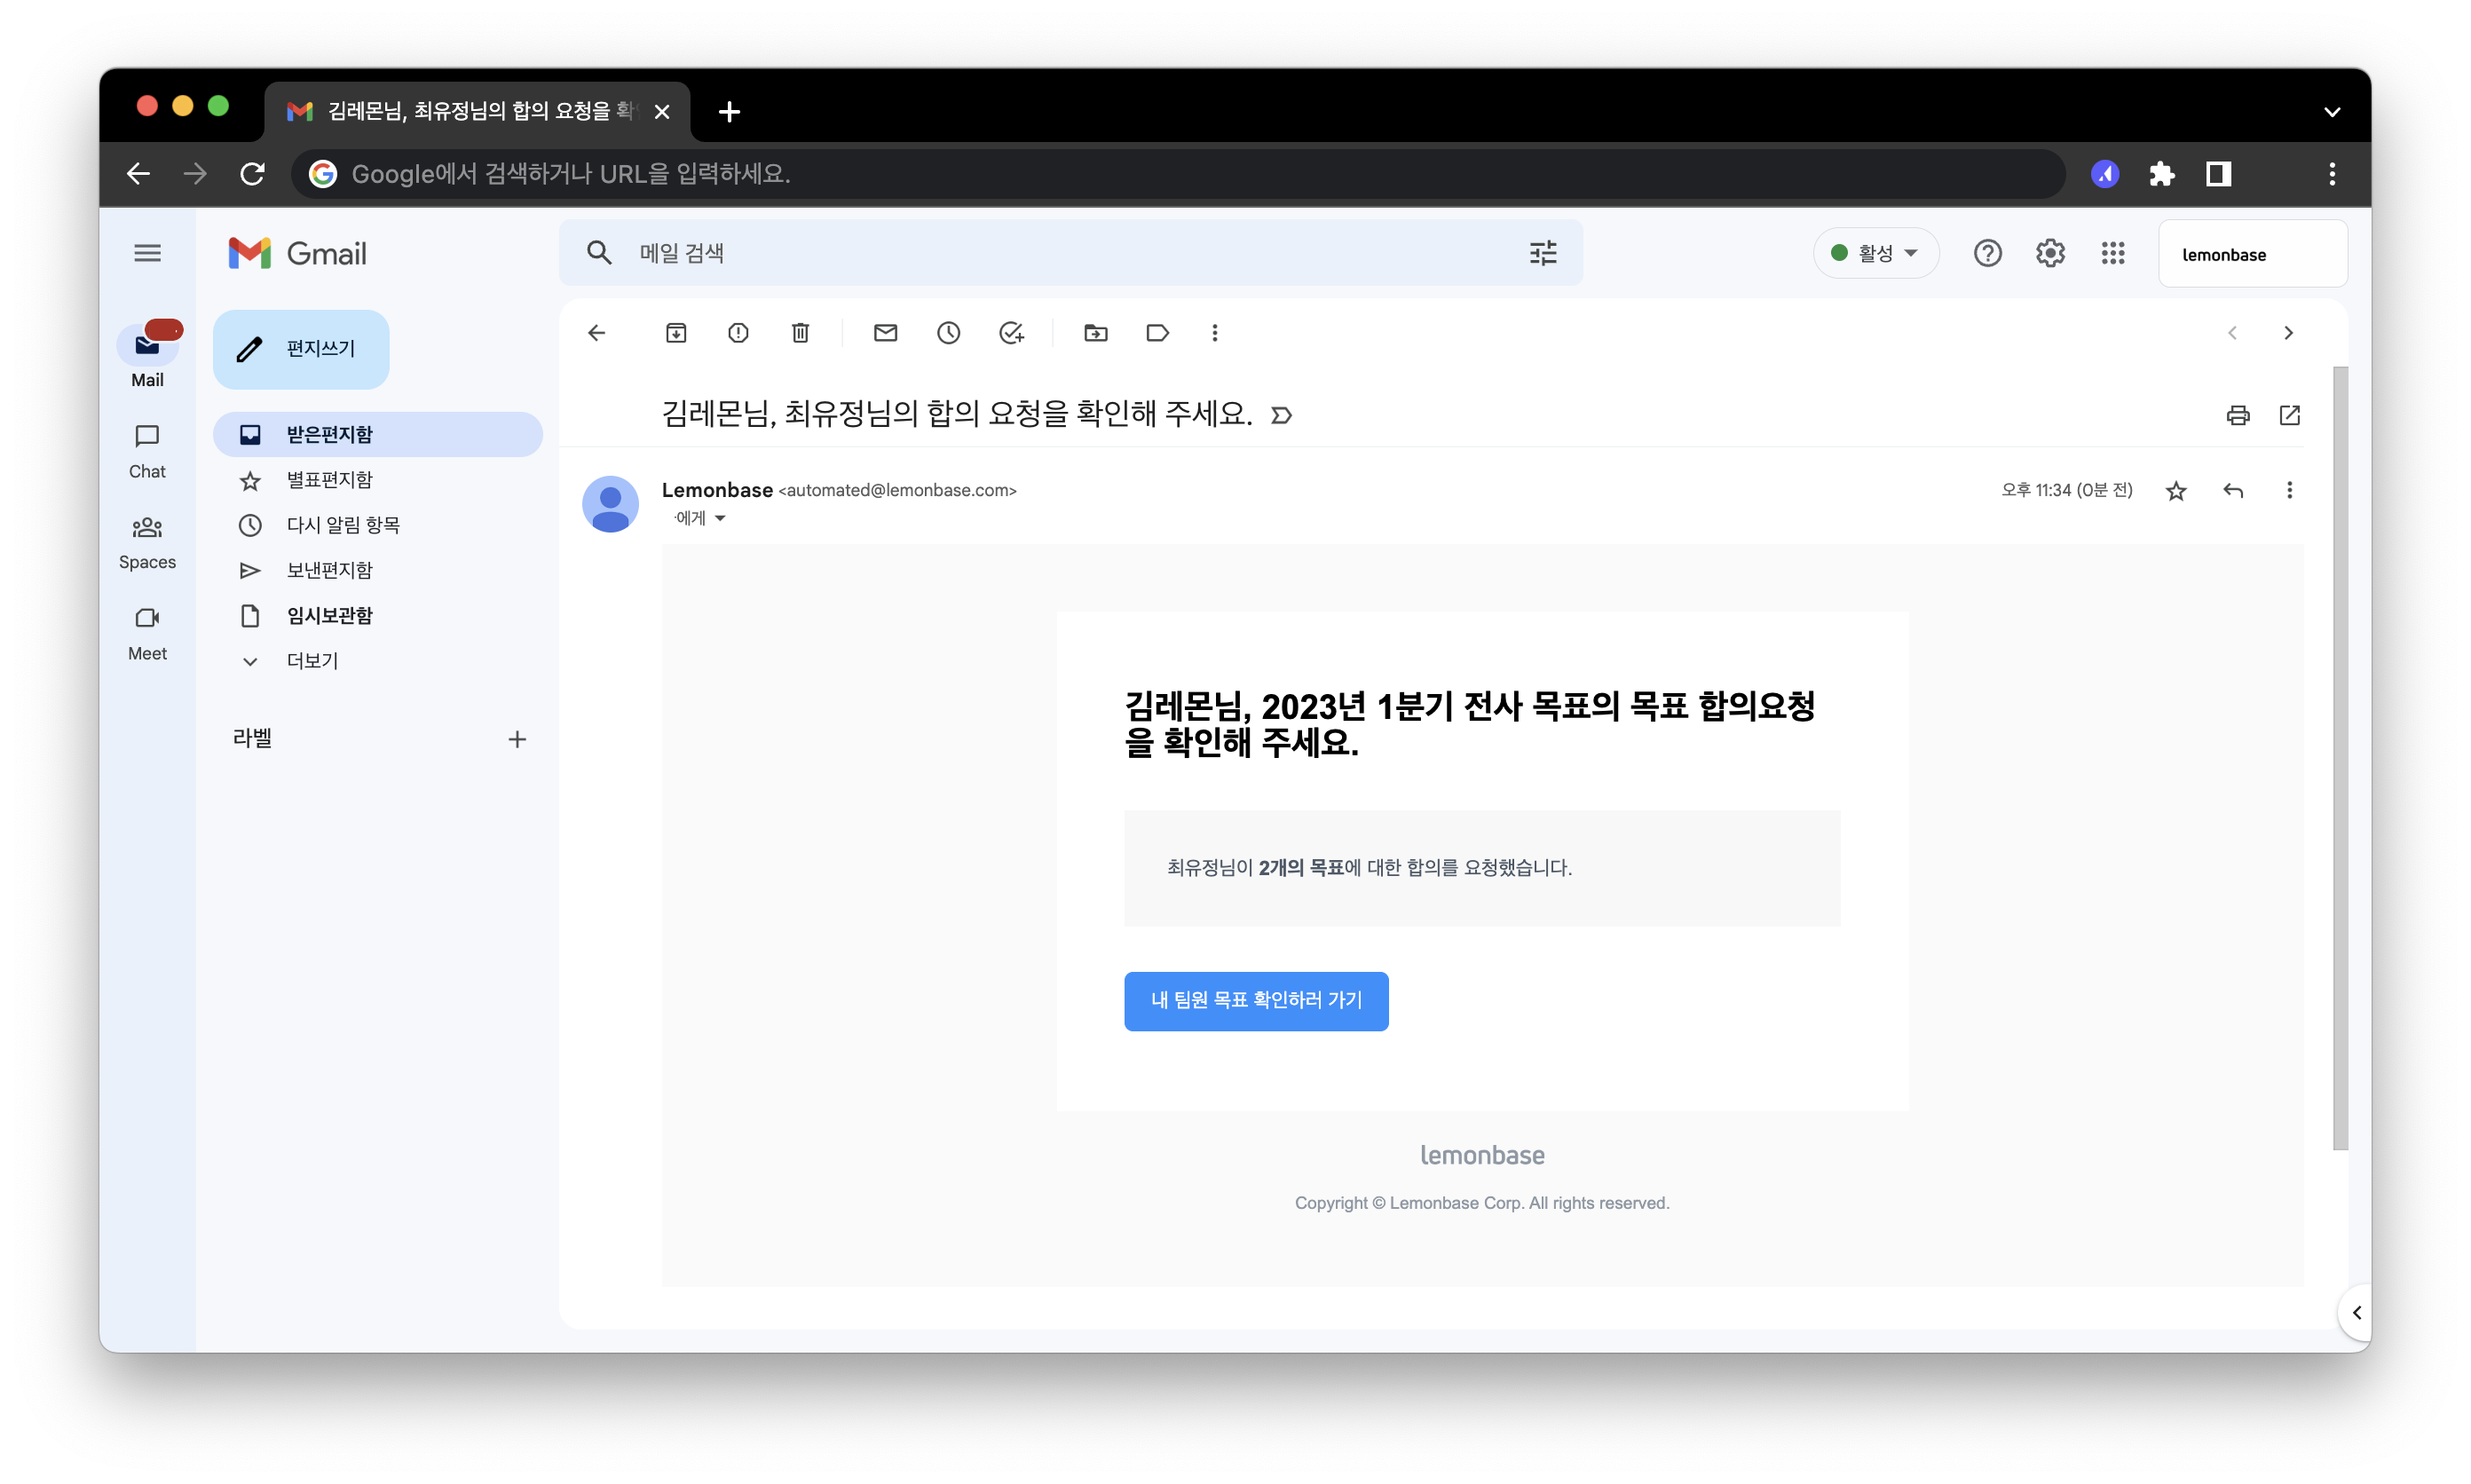 김레몬님, 최유정님의 합의 요청을 확
Google에서 검색하거나 URL을 입력하세요.
Gmail
메일 검색
활성
lemonbase
Mail
편지쓰기
받은편지함
Chat
별표편지함
다시 알림 항목
Spaces
보낸편지함
임시보관함
Meet
더보기
라벨
김레몬님, 최유정님의 합의 요청을 확인해 주세요.
Lemonbase <automated@lemonbase.com>
오후 11:34 (0분 전)
에게
김레몬님, 2023년 1분기 전사 목표의 목표 합의요청
을 확인해 주세요.
최유정님이 2개의 목표에 대한 합의를 요청했습니다.
내 팀원 목표 확인하러 가기
lemonbase
Copyright © Lemonbase Corp. All rights reserved.